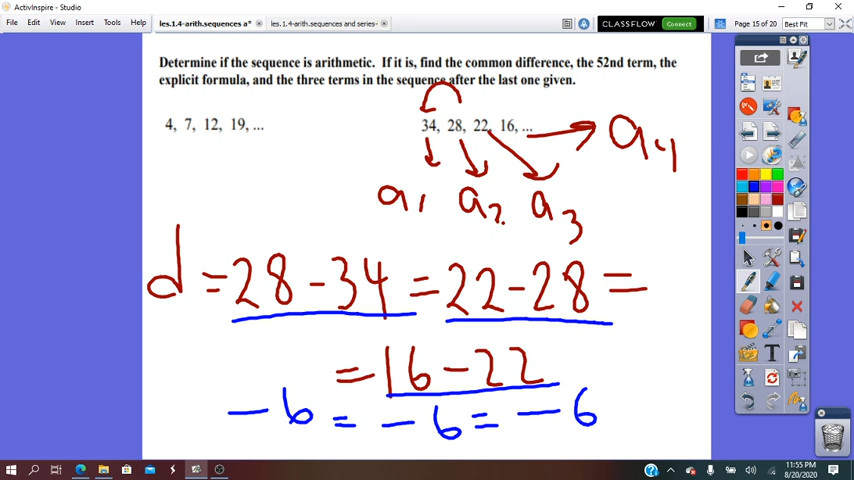 ActivInspire - Studio
File Edit View Insert Tools Help
les.1.4-arith.sequences a*
les.1.4-arith.sequences and series-
CLASSFLOW Connect
Page 15 of 20 Best Fit
Determine if the sequence is arithmetic. If it is, find the common difference, the 52nd term, the
explicit formula, and the three terms in the sequence after the last one given.
4, 7, 12, 19, ...
34, 28, 22, 16, ...
a4
a1 a2 a3
d = 28 - 34 = 22 - 28 =
= 16 - 22
-6 = -6 = -6
11:55 PM
8/20/2020